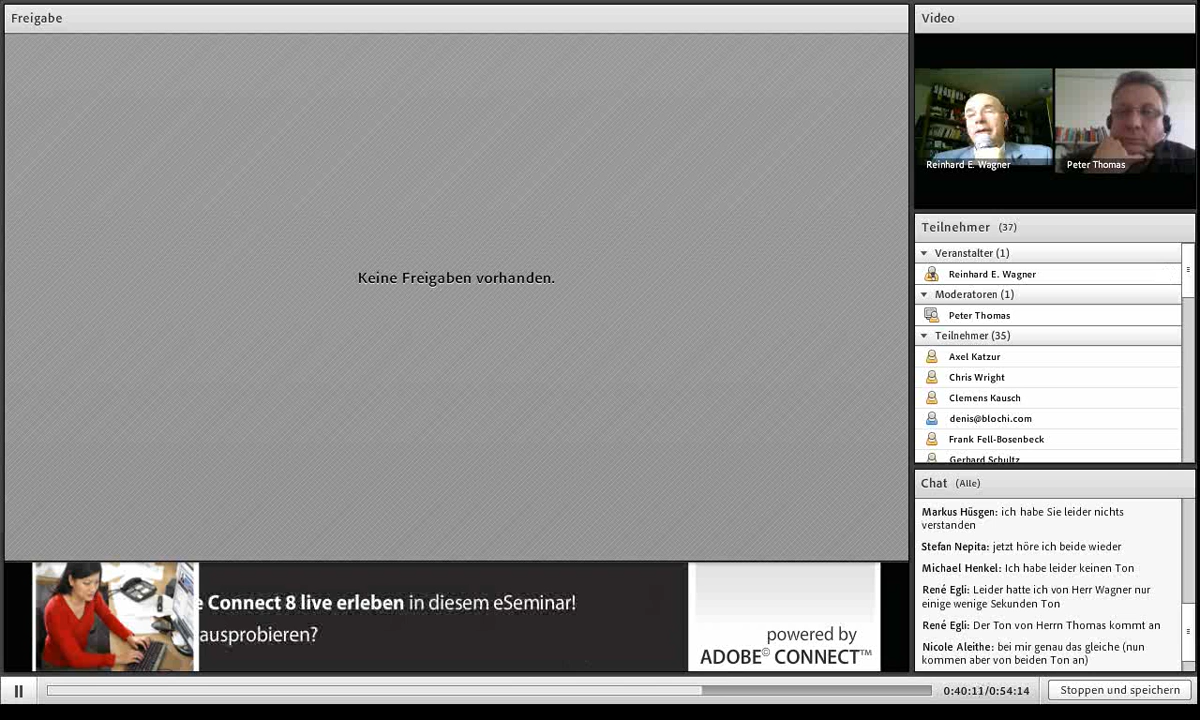 Freigabe
Keine Freigaben vorhanden.
e Connect 8 live erleben in diesem eSeminar!
ausprobieren?
powered by
ADOBE© CONNECT™
Video
Reinhard E. Wagner
Peter Thomas
Teilnehmer (37)
Veranstalter (1)
Reinhard E. Wagner
Moderatoren (1)
Peter Thomas
Teilnehmer (35)
Axel Katzur
Chris Wright
Clemens Kausch
denis@blochi.com
Frank Fell-Bosenbeck
Gerhard Schultz
Chat (Alle)
Markus Hüsgen: ich habe Sie leider nichts
verstanden
Stefan Nepita: jetzt höre ich beide wieder
Michael Henkel: Ich habe leider keinen Ton
René Egli: Leider hatte ich von Herr Wagner nur
einige wenige Sekunden Ton
René Egli: Der Ton von Herrn Thomas kommt an
Nicole Aleithe: bei mir genau das gleiche (nun
kommen aber von beiden Ton an)
0:40:11/0:54:14
Stoppen und speichern